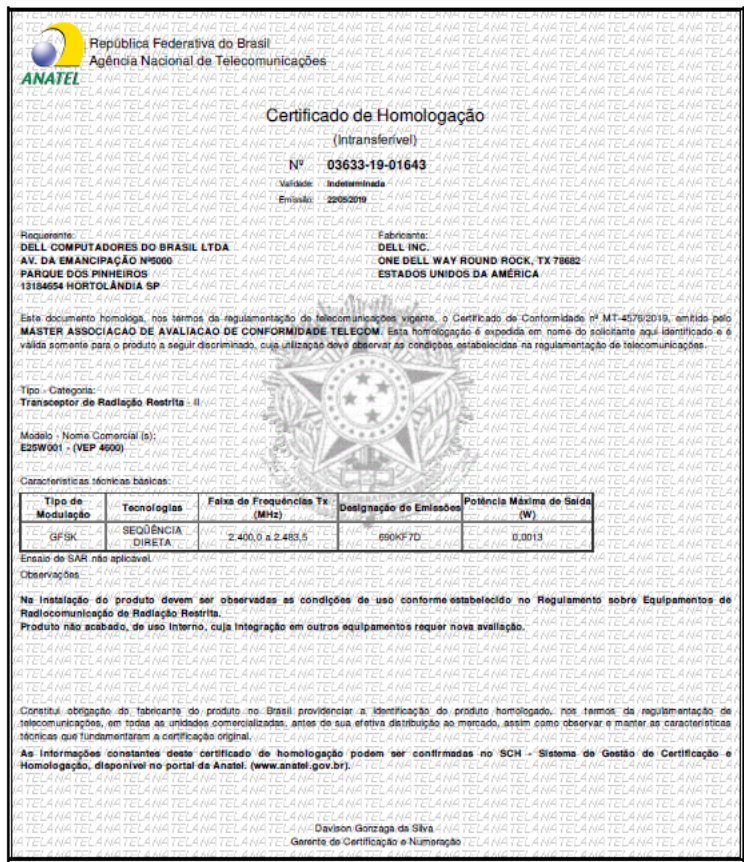 República Federativa do Brasil
Agência Nacional de Telecomunicações
ANATEL
Certificado de Homologação
(Intransferível)
Nº 03633-19-01643
Validade: Indeterminada
Emissão: 22/05/2019
Requerente:
DELL COMPUTADORES DO BRASIL LTDA
AV. DA EMANCIPAÇÃO Nº5000
PARQUE DOS PINHEIROS
13184654 HORTOLÂNDIA SP
Fabricante:
DELL INC.
ONE DELL WAY ROUND ROCK, TX 78682
ESTADOS UNIDOS DA AMÉRICA
Este documento homologa, nos termos da regulamentação de telecomunicações vigente, o Certificado de Conformidade nº MT-4576/2019, emitido pelo
MASTER ASSOCIACAO DE AVALIACAO DE CONFORMIDADE TELECOM. Esta homologação é expedida em nome do solicitante aqui identificado e é
válida somente para o produto a seguir discriminado, cuja utilização deve observar as condições estabelecidas na regulamentação de telecomunicações.
Tipo - Categoria:
Transceptor de Radiação Restrita - II
Modelo - Nome Comercial (s):
E25W001 - (VEP 4600)
Características técnicas básicas:
Tipo de Modulação Tecnologias Faixa de Frequências Tx (MHz) Designação de Emissões Potência Máxima de Saída (W)
GFSK SEQÜÊNCIA DIRETA 2.400,0 a 2.483,5 690KF7D 0,0013
Ensaio de SAR não aplicável.
Observações
Na instalação do produto devem ser observadas as condições de uso conforme estabelecido no Regulamento sobre Equipamentos de
Radiocomunicação de Radiação Restrita.
Produto não acabado, de uso interno, cuja integração em outros equipamentos requer nova avaliação.
Constitui obrigação do fabricante do produto no Brasil providenciar a identificação do produto homologado, nos termos da regulamentação de
telecomunicações, em todas as unidades comercializadas, antes de sua efetiva distribuição ao mercado, assim como observar e manter as características
técnicas que fundamentaram a certificação original.
As informações constantes deste certificado de homologação podem ser confirmadas no SCH - Sistema de Gestão de Certificação e
Homologação, disponível no portal da Anatel. (www.anatel.gov.br).
Davison Gonzaga da Silva
Gerente de Certificação e Numeração